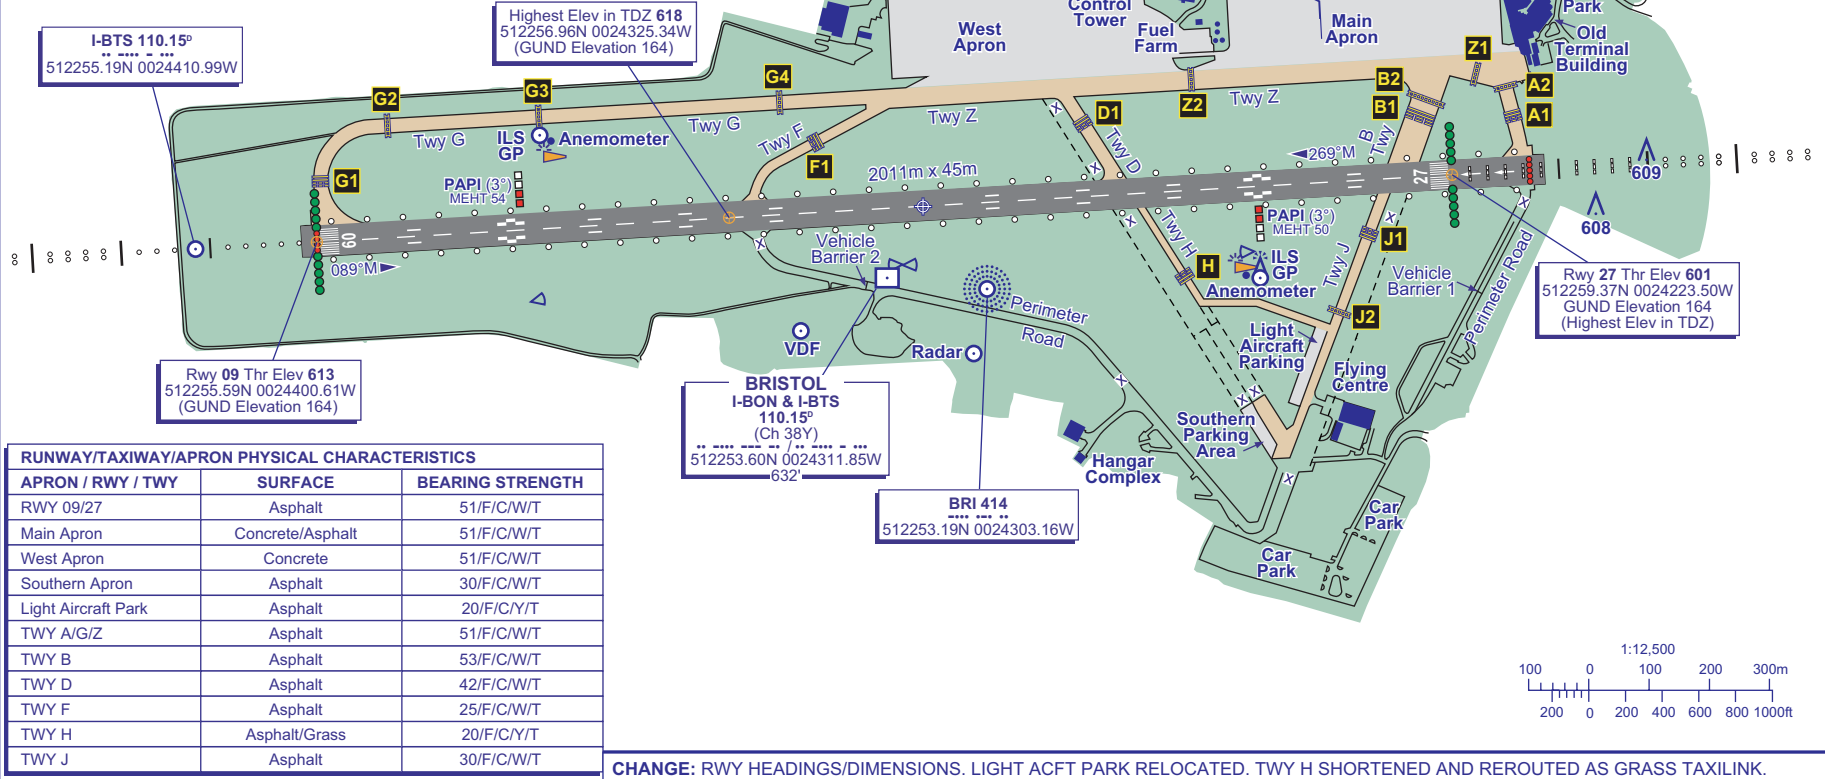 Highest Elev in TDZ 618
512256.96N 0024325.34W
(GUND Elevation 164)
I-BTS 110.15ᴰ
·· –··· – ···
512255.19N 0024410.99W
West
Apron
Control
Tower
Fuel
Farm
Main
Apron
Park
Old
Terminal
Building
Z1
A2
A1
B2
B1
Z2
Twy Z
D1
Twy D
Twy B
G2
G3
G4
Twy G
Twy G
Twy F
F1
Twy Z
ILS
GP
Anemometer
G1
PAPI (3°)
MEHT 54
2011m x 45m
269°M
27
609
608
09
089°M
X
X
X
X
X
X
X
X
X
X
X
Vehicle
Barrier 2
Twy H
H
PAPI (3°)
MEHT 50
ILS
GP
Anemometer
J1
Twy J
J2
Vehicle
Barrier 1
Perimeter Road
Rwy 27 Thr Elev 601
512259.37N 0024223.50W
GUND Elevation 164
(Highest Elev in TDZ)
Perimeter
Road
VDF
Radar
Light
Aircraft
Parking
Flying
Centre
Rwy 09 Thr Elev 613
512255.59N 0024400.61W
(GUND Elevation 164)
BRISTOL
I-BON & I-BTS
110.15ᴰ
(Ch 38Y)
·· –··· ––– –· / ·· –··· – ···
512253.60N 0024311.85W
632'
Southern
Parking
Area
Hangar
Complex
BRI 414
–··· ·–· ··
512253.19N 0024303.16W
Car
Park
Car
Park
RUNWAY/TAXIWAY/APRON PHYSICAL CHARACTERISTICS
APRON / RWY / TWY SURFACE BEARING STRENGTH
RWY 09/27 Asphalt 51/F/C/W/T
Main Apron Concrete/Asphalt 51/F/C/W/T
West Apron Concrete 51/F/C/W/T
Southern Apron Asphalt 30/F/C/W/T
Light Aircraft Park Asphalt 20/F/C/Y/T
TWY A/G/Z Asphalt 51/F/C/W/T
TWY B Asphalt 53/F/C/W/T
TWY D Asphalt 42/F/C/W/T
TWY F Asphalt 25/F/C/W/T
TWY H Asphalt/Grass 20/F/C/Y/T
TWY J Asphalt 30/F/C/W/T
1:12,500
100 0 100 200 300m
200 0 200 400 600 800 1000ft
CHANGE: RWY HEADINGS/DIMENSIONS. LIGHT ACFT PARK RELOCATED. TWY H SHORTENED AND REROUTED AS GRASS TAXILINK.